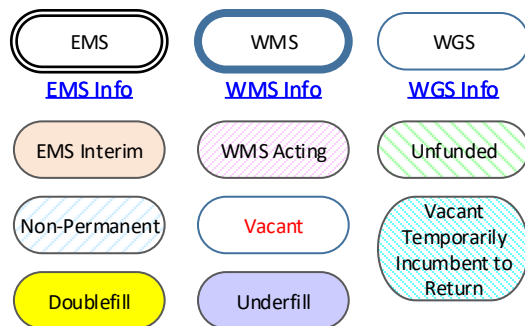 EMS
WMS
WGS
EMS Info
WMS Info
WGS Info
EMS Interim
WMS Acting
Unfunded
Non-Permanent
Vacant
Vacant
Temporarily
Incumbent to
Return
Doublefill
Underfill